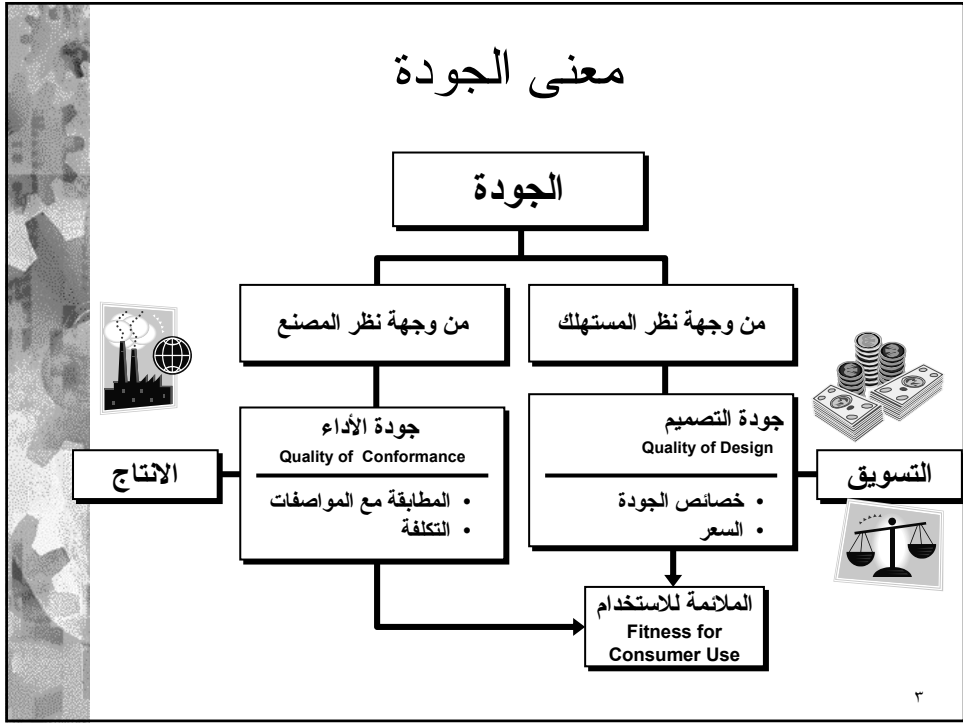 معنى الجودة
الجودة
من وجهة نظر المستهلك
من وجهة نظر المصنع
جودة التصميم
Quality of Design
• خصائص الجودة
• السعر
التسويق
جودة الأداء
Quality of Conformance
• المطابقة مع المواصفات
• التكلفة
الانتاج
الملائمة للاستخدام
Fitness for
Consumer Use
٣